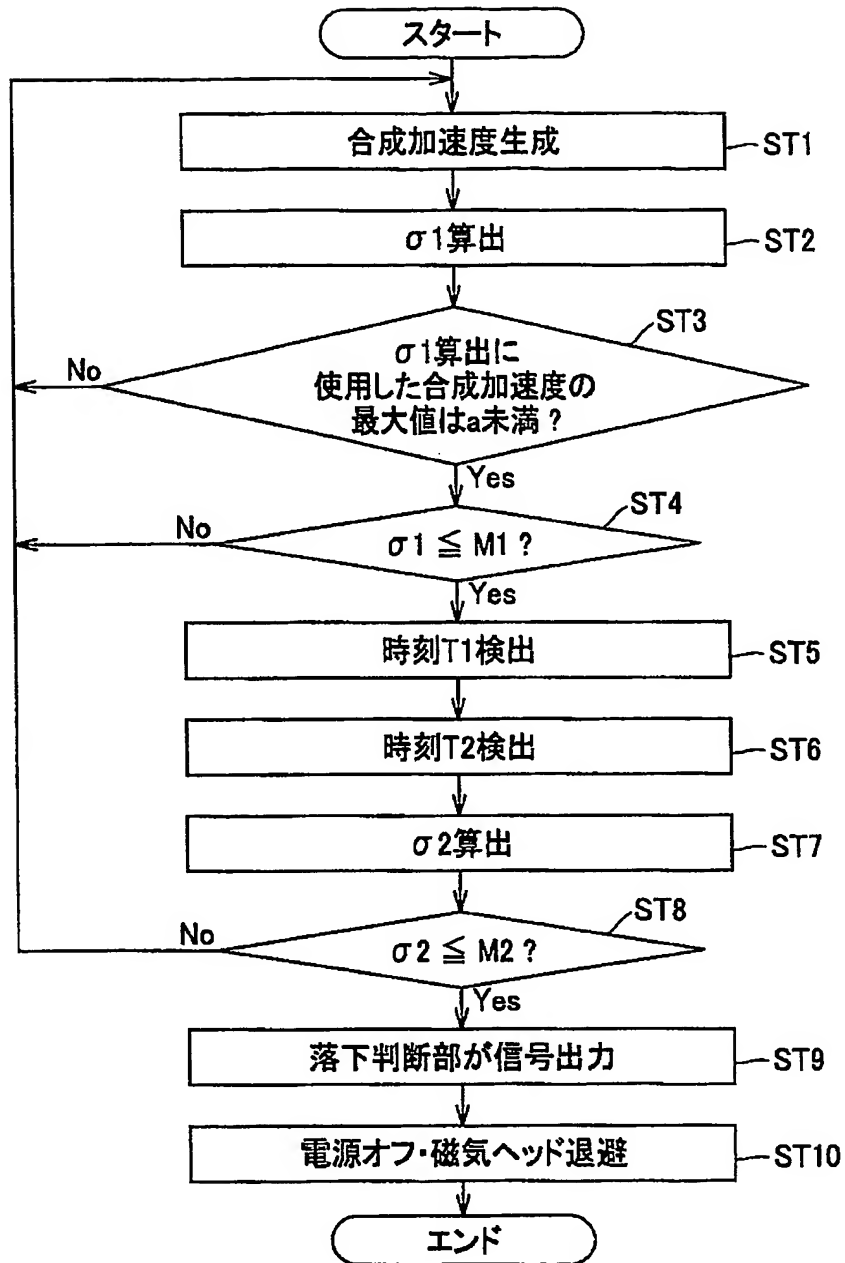 スタート
合成加速度生成
ST1
σ1算出
ST2
ST3
σ1算出に
使用した合成加速度の
最大値はa未満?
No
Yes
ST4
σ1 ≦ M1 ?
No
Yes
時刻T1検出
ST5
時刻T2検出
ST6
σ2算出
ST7
ST8
σ2 ≦ M2 ?
No
Yes
落下判断部が信号出力
ST9
電源オフ・磁気ヘッド退避
ST10
エンド